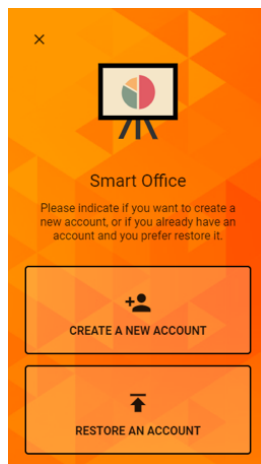 Smart Office
Please indicate if you want to create a
new account, or if you already have an
account and you prefer restore it.
CREATE A NEW ACCOUNT
RESTORE AN ACCOUNT